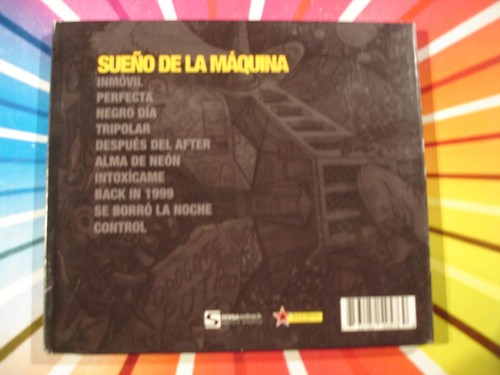 SUEÑO DE LA MÁQUINA
INMÓVIL
PERFECTA
NEGRO DÍA
TRIPOLAR
DESPUÉS DEL AFTER
ALMA DE NEÓN
INTOXÍCAME
BACK IN 1999
SE BORRÓ LA NOCHE
CONTROL